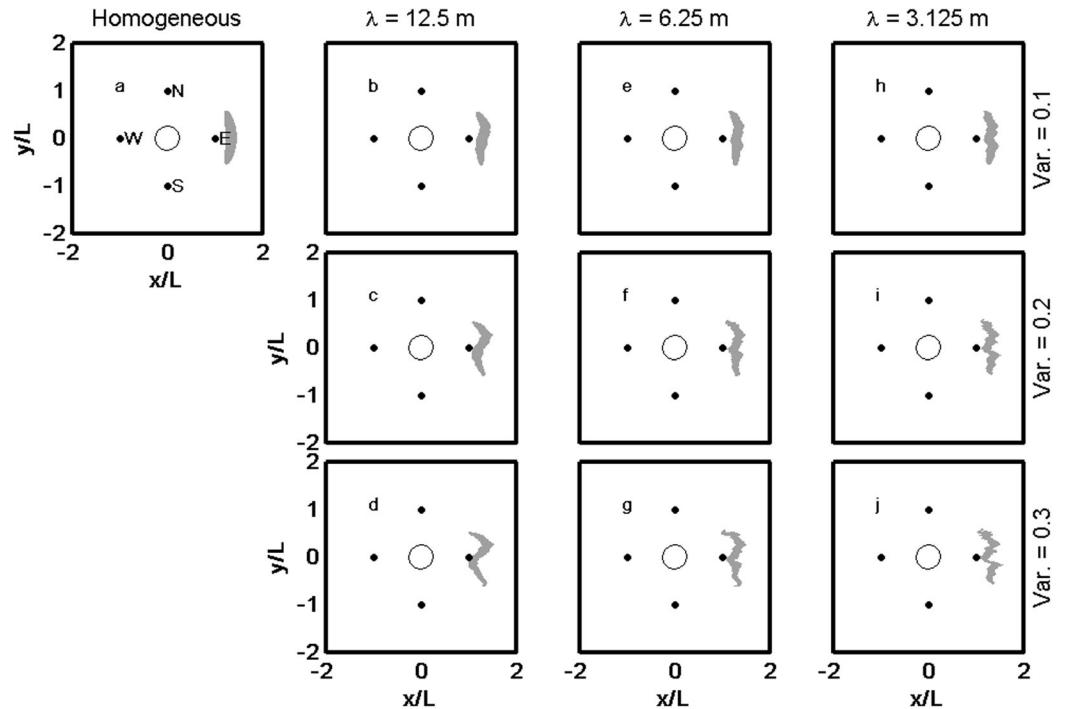 Homogeneous
λ = 12.5 m
λ = 6.25 m
λ = 3.125 m
2
1
0
-1
-2
y/L
a
N
W
E
S
-2
0
2
x/L
b
e
h
Var. = 0.1
2
1
0
-1
-2
y/L
c
f
i
Var. = 0.2
2
1
0
-1
-2
y/L
d
g
j
Var. = 0.3
-2
0
2
x/L
-2
0
2
x/L
-2
0
2
x/L